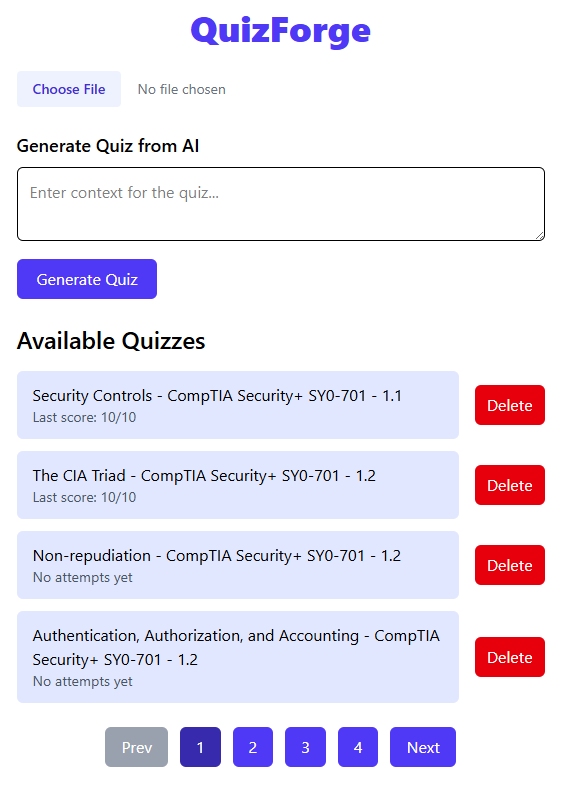 QuizForge
Choose File No file chosen
Generate Quiz from AI
Enter context for the quiz...
Generate Quiz
Available Quizzes
Security Controls - CompTIA Security+ SY0-701 - 1.1
Last score: 10/10
Delete
The CIA Triad - CompTIA Security+ SY0-701 - 1.2
Last score: 10/10
Delete
Non-repudiation - CompTIA Security+ SY0-701 - 1.2
No attempts yet
Delete
Authentication, Authorization, and Accounting - CompTIA
Security+ SY0-701 - 1.2
No attempts yet
Delete
Prev 1 2 3 4 Next